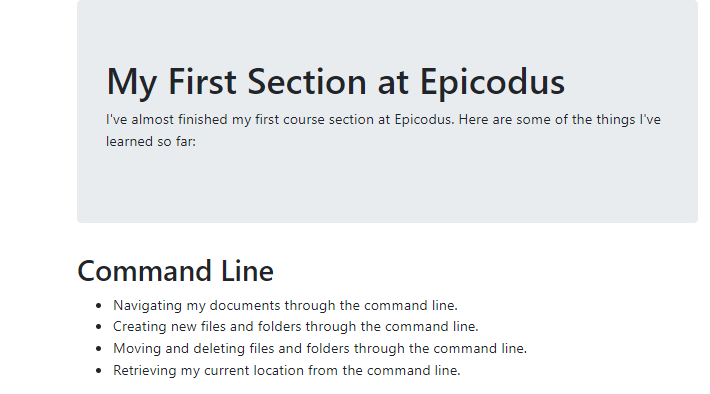 My First Section at Epicodus
I've almost finished my first course section at Epicodus. Here are some of the things I've
learned so far:
Command Line
• Navigating my documents through the command line.
• Creating new files and folders through the command line.
• Moving and deleting files and folders through the command line.
• Retrieving my current location from the command line.